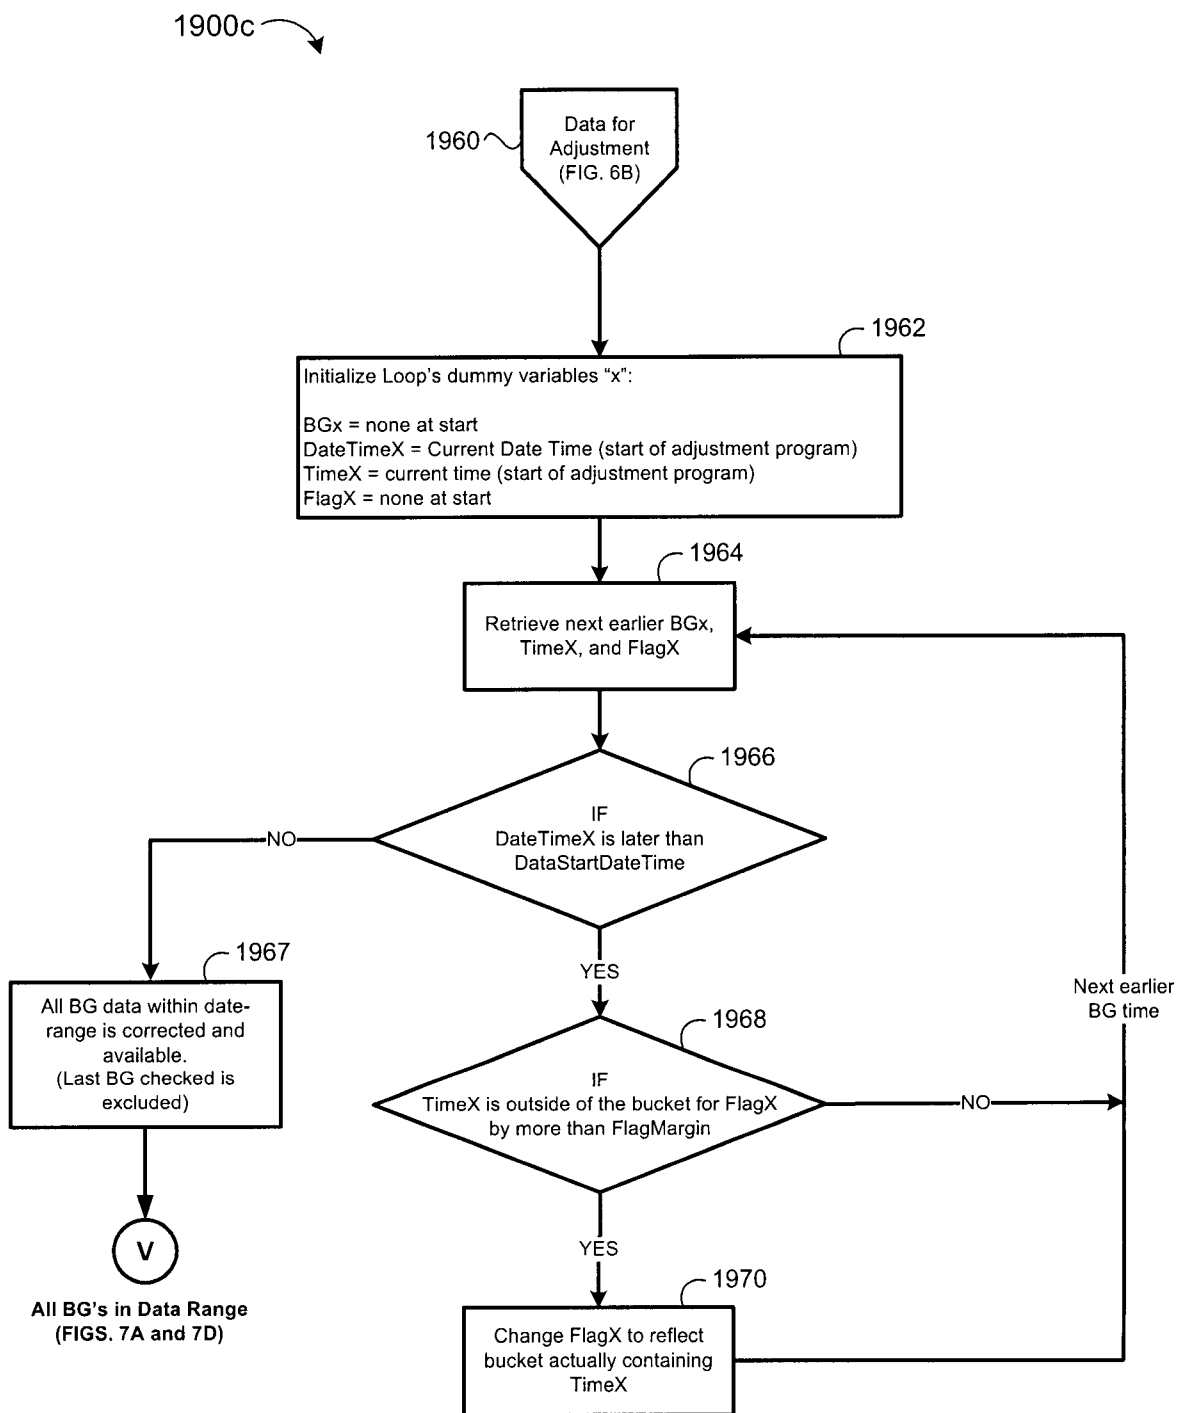 1900c
1960
Data for
Adjustment
(FIG. 6B)
1962
Initialize Loop's dummy variables “x”:
BGx = none at start
DateTimeX = Current Date Time (start of adjustment program)
TimeX = current time (start of adjustment program)
FlagX = none at start
1964
Retrieve next earlier BGx,
TimeX, and FlagX
1966
IF
DateTimeX is later than
DataStartDateTime
NO
YES
1967
All BG data within date-
range is corrected and
available.
(Last BG checked is
excluded)
V
All BG's in Data Range
(FIGS. 7A and 7D)
1968
IF
TimeX is outside of the bucket for FlagX
by more than FlagMargin
NO
Next earlier
BG time
YES
1970
Change FlagX to reflect
bucket actually containing
TimeX